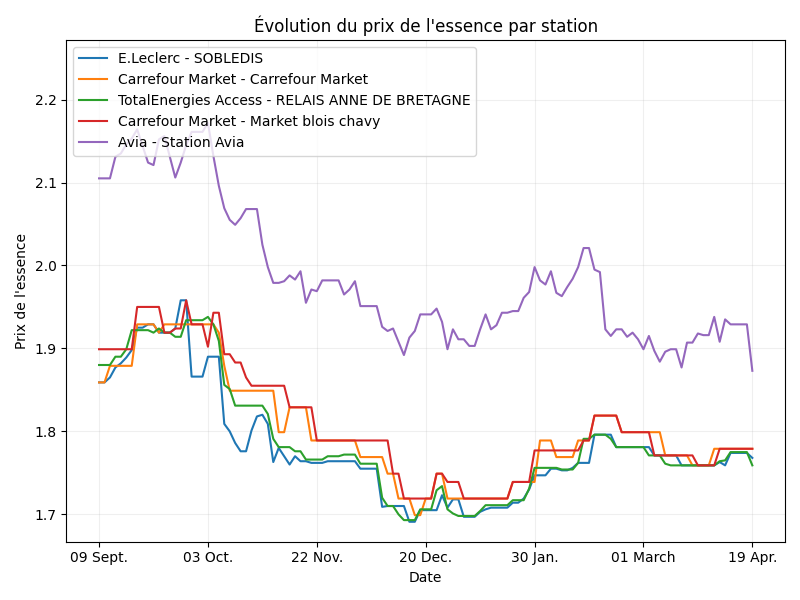 Évolution du prix de l'essence par station
E.Leclerc - SOBLEDIS
Carrefour Market - Carrefour Market
TotalEnergies Access - RELAIS ANNE DE BRETAGNE
Carrefour Market - Market blois chavy
Avia - Station Avia
Prix de l'essence
2.2
2.1
2.0
1.9
1.8
1.7
09 Sept.
03 Oct.
22 Nov.
20 Dec.
30 Jan.
01 March
19 Apr.
Date